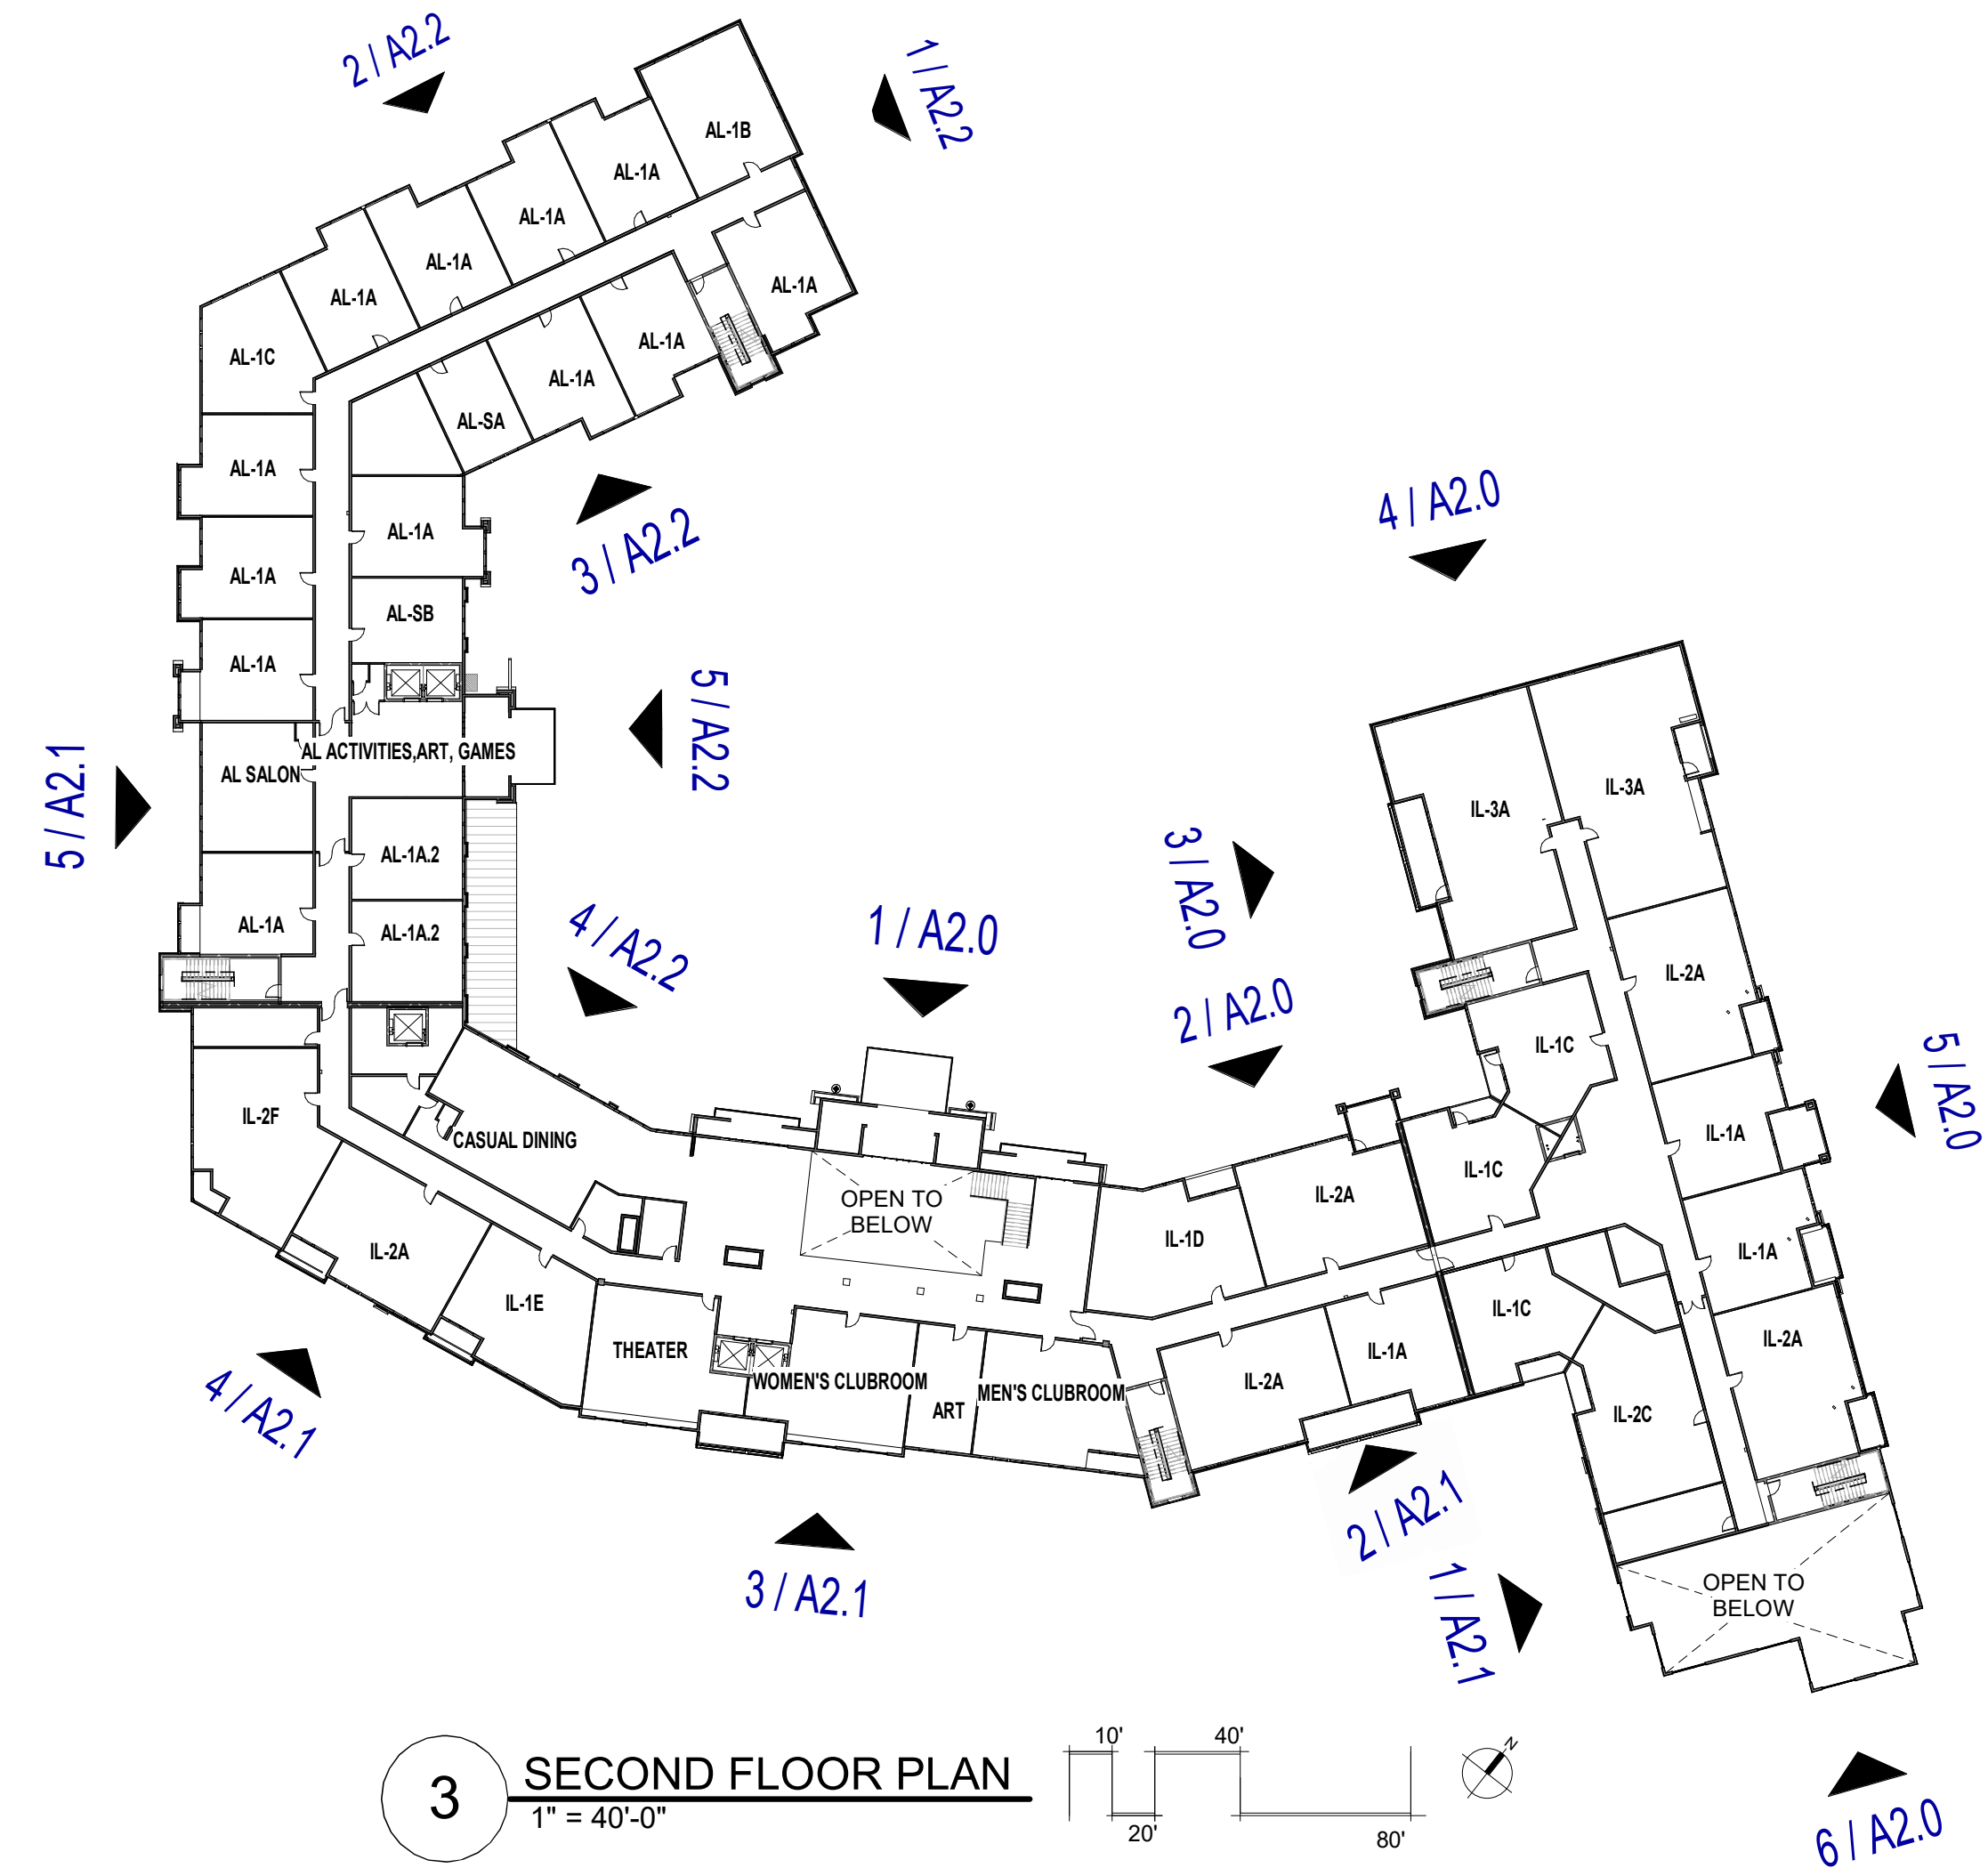 2 / A2.2
1 / A2.2
AL-1B
AL-1A
AL-1A
AL-1A
AL-1A
AL-1A
AL-1C
AL-1A
AL-1A
AL-SA
AL-1A
AL-1A
AL-SB
AL-1A
AL-1A
3 / A2.2
4 / A2.0
5 / A2.2
AL ACTIVITIES,ART, GAMES
AL SALON
5 / A2.1
AL-1A.2
AL-1A.2
AL-1A
4 / A2.2
1 / A2.0
3 / A2.0
2 / A2.0
IL-3A
IL-3A
IL-2A
IL-1C
5 / A2.0
IL-2F
CASUAL DINING
IL-1A
IL-1C
IL-2A
OPEN TO
BELOW
IL-1D
IL-1A
IL-2A
IL-1E
IL-1C
IL-2A
THEATER
IL-1A
WOMEN'S CLUBROOM
ART
MEN'S CLUBROOM
IL-2A
IL-2C
4 / A2.1
3 / A2.1
2 / A2.1
1 / A2.1
OPEN TO
BELOW
3
SECOND FLOOR PLAN
1" = 40'-0"
10'
40'
20'
80'
N
6 / A2.0